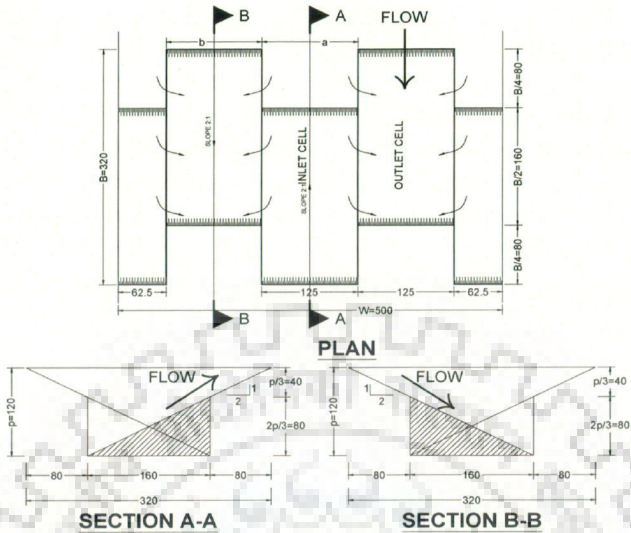 B
A
FLOW
b
a
B/4=80
B=320
SLOPE 2:1
INLET CELL
SLOPE 2:1
OUTLET CELL
B/2=160
B/4=80
62.5
125
125
62.5
W=500
B
A
PLAN
FLOW
p=120
1
2
p/3=40
2p/3=80
80
160
80
320
SECTION A-A
FLOW
p=120
1
2
p/3=40
2p/3=80
80
160
80
320
SECTION B-B